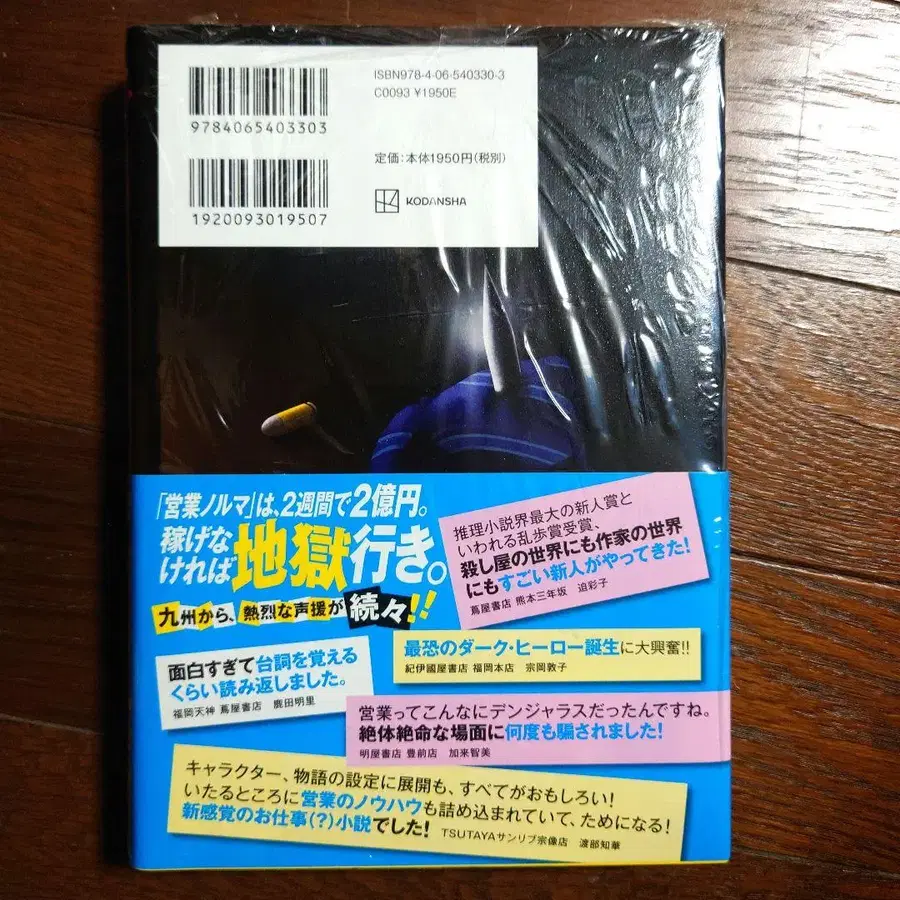 ISBN978-4-06-540330-3
C0093 ¥1950E
9784065403303
定価:本体1950円(税別)
1920093019507
KODANSHA
「営業ノルマ」は、2週間で2億円。
稼げな
ければ地獄行き。
九州から、熱烈な声援が続々!!
推理小説界最大の新人賞と
いわれる乱歩賞受賞、
殺し屋の世界にも作家の世界
にもすごい新人がやってきた!
蔦屋書店 熊本三年坂 迫彩子
最恐のダーク・ヒーロー誕生に大興奮!!
紀伊國屋書店 福岡本店 宗岡敦子
面白すぎて台詞を覚える
くらい読み返しました。
福岡天神 蔦屋書店 鹿田明里
営業ってこんなにデンジャラスだったんですね。
絶体絶命な場面に何度も騙されました!
明屋書店 豊前店 加来智美
キャラクター、物語の設定に展開も、すべてがおもしろい!
いたるところに営業のノウハウも詰め込まれていて、ためになる!
新感覚のお仕事(?)小説でした!
TSUTAYAサンリブ宗像店 渡部知華